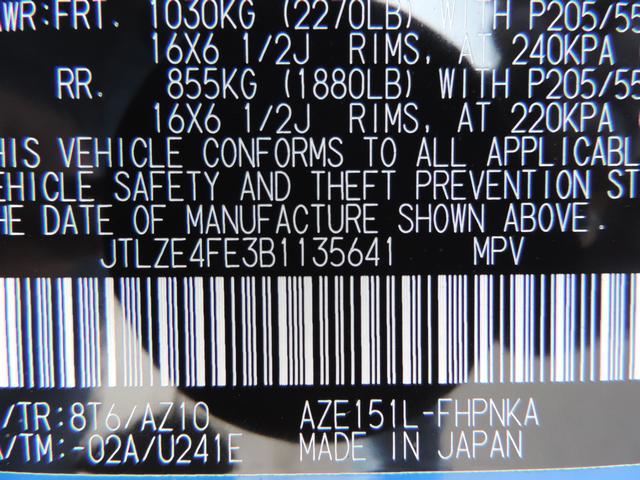 AWR:FRT. 1030KG (2270LB) WITH P205/55
16X6 1/2J RIMS, AT 240KPA
RR. 855KG (1880LB) WITH P205/55
16X6 1/2J RIMS, AT 220KPA
HIS VEHICLE CONFORMS TO ALL APPLICABL
EHICLE SAFETY AND THEFT PREVENTION ST
HE DATE OF MANUFACTURE SHOWN ABOVE.
JTLZE4FE3B1135641 MPV
/TR:8T6/AZ10 AZE151L-FHPNKA
A/TM:-02A/U241E MADE IN JAPAN